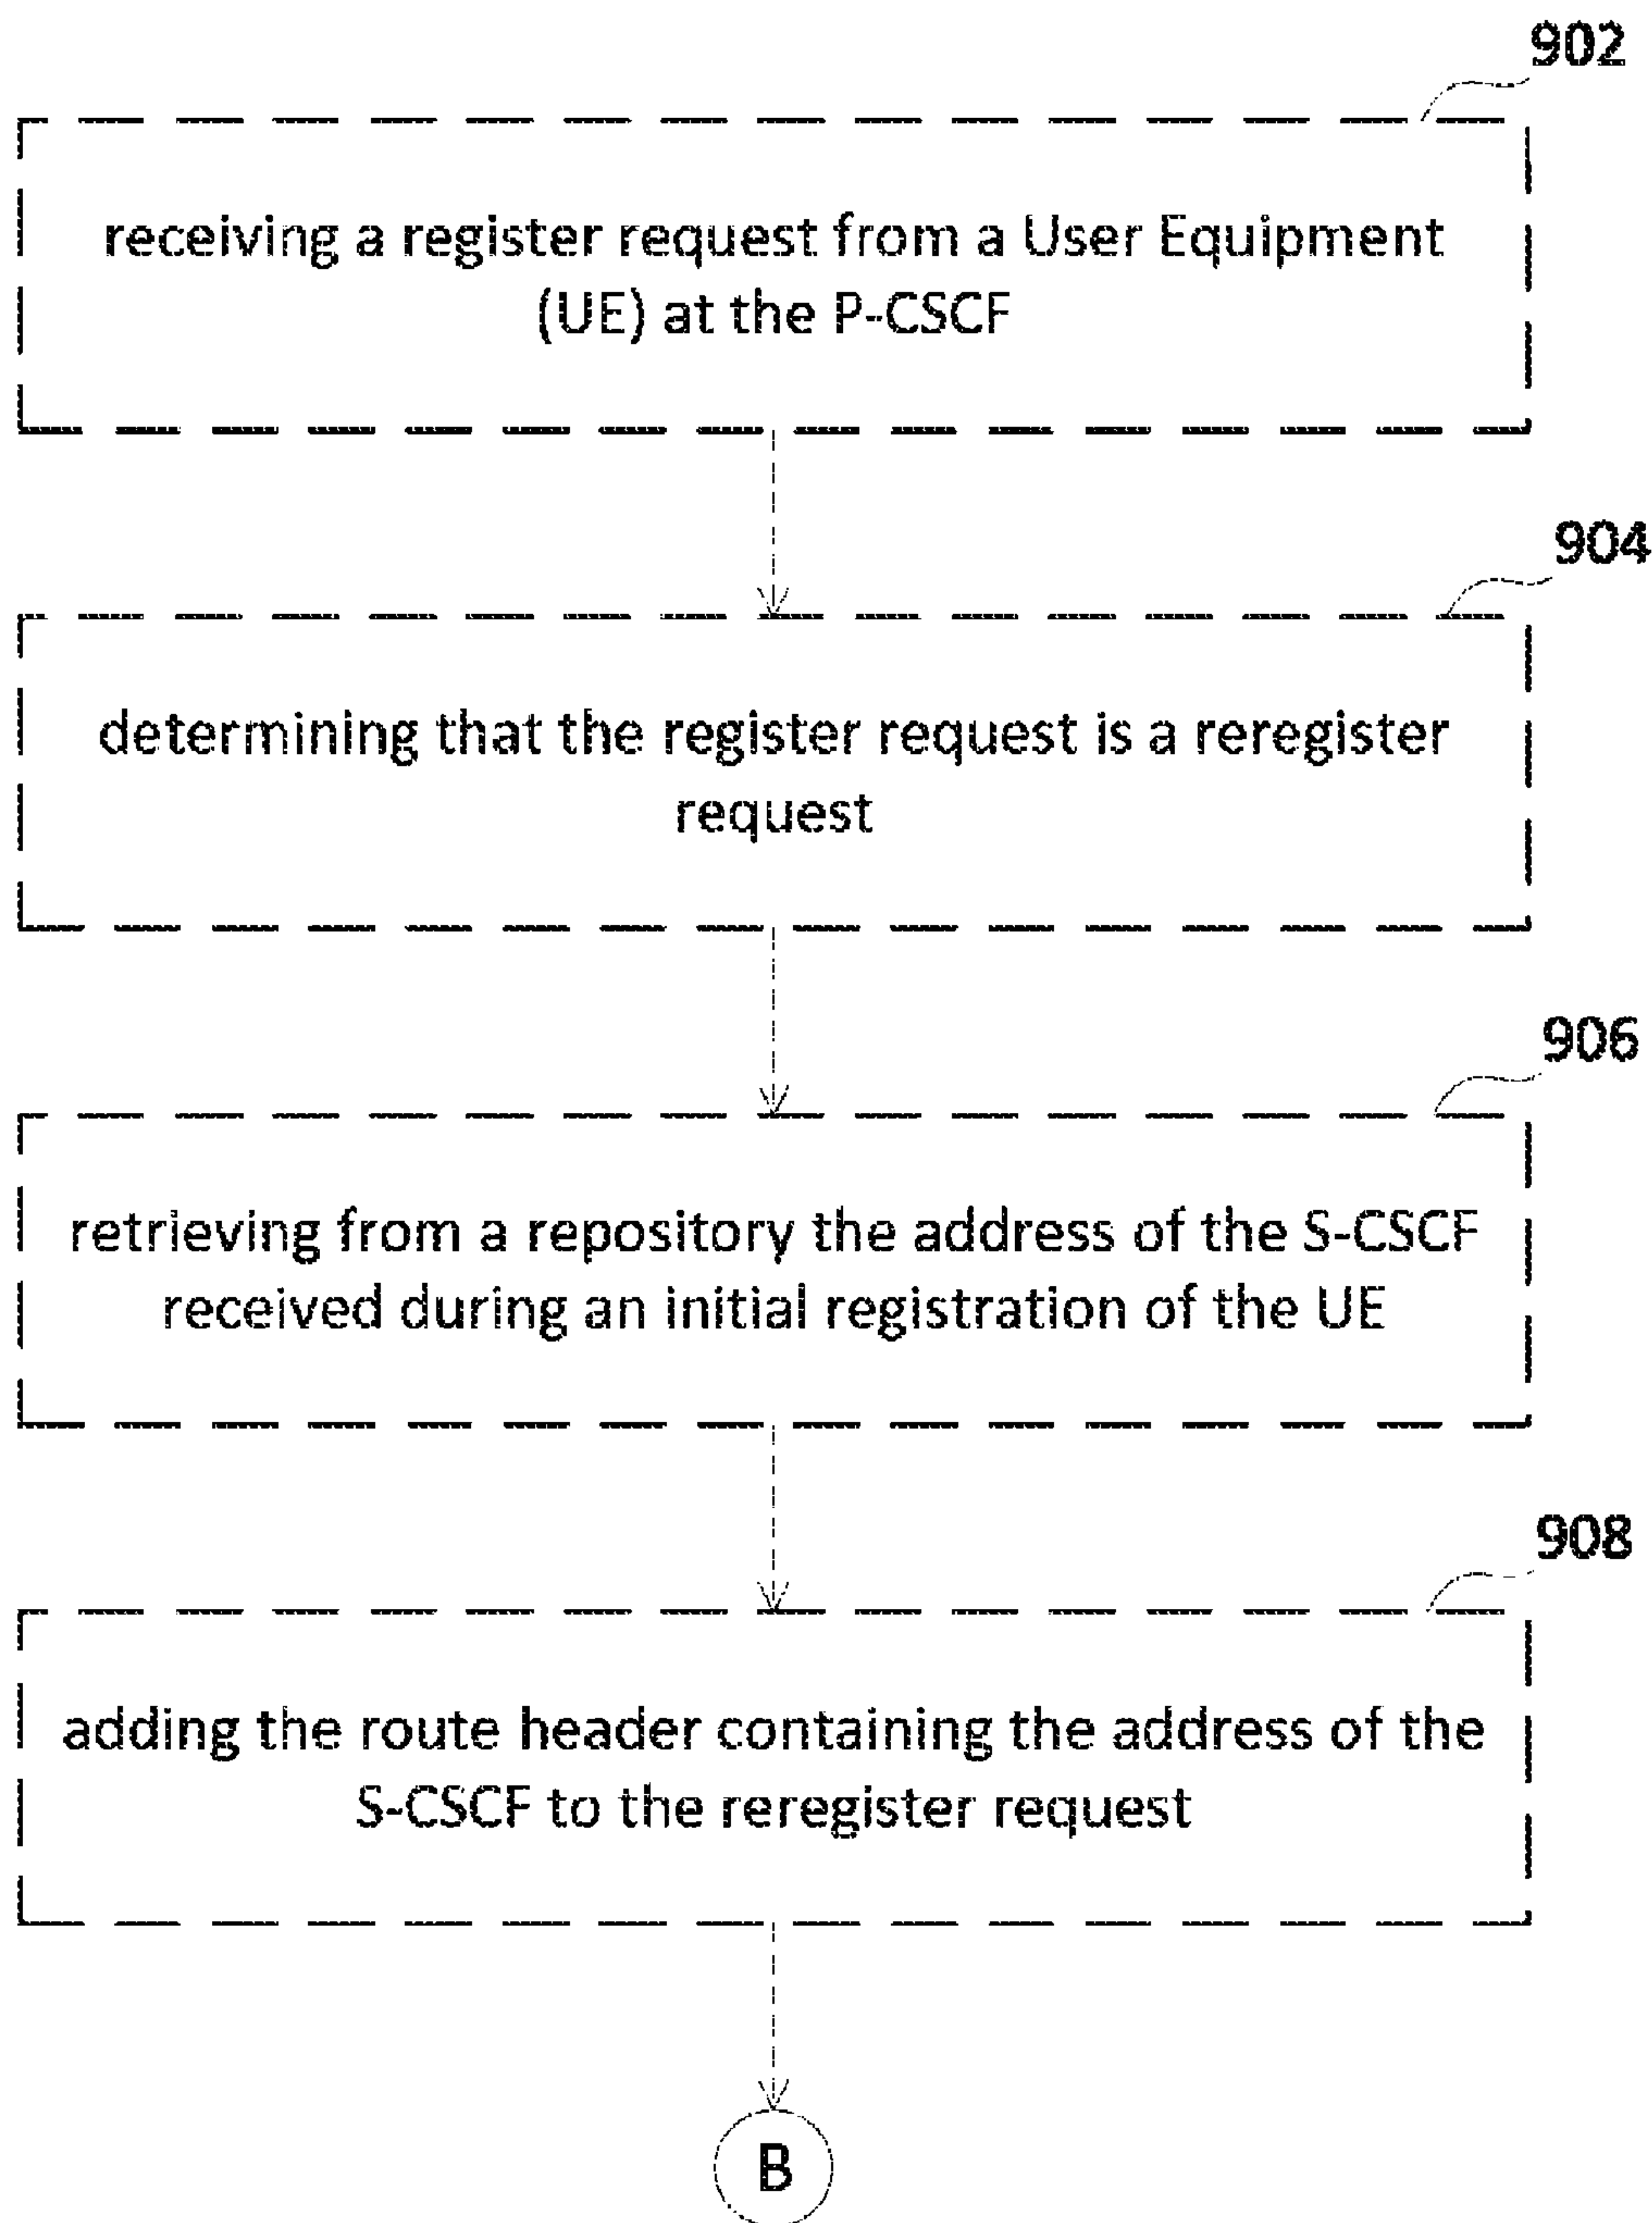 902
receiving a register request from a User Equipment
(UE) at the P-CSCF
904
determining that the register request is a reregister
request
906
retrieving from a repository the address of the S-CSCF
received during an initial registration of the UE
908
adding the route header containing the address of the
S-CSCF to the reregister request
B